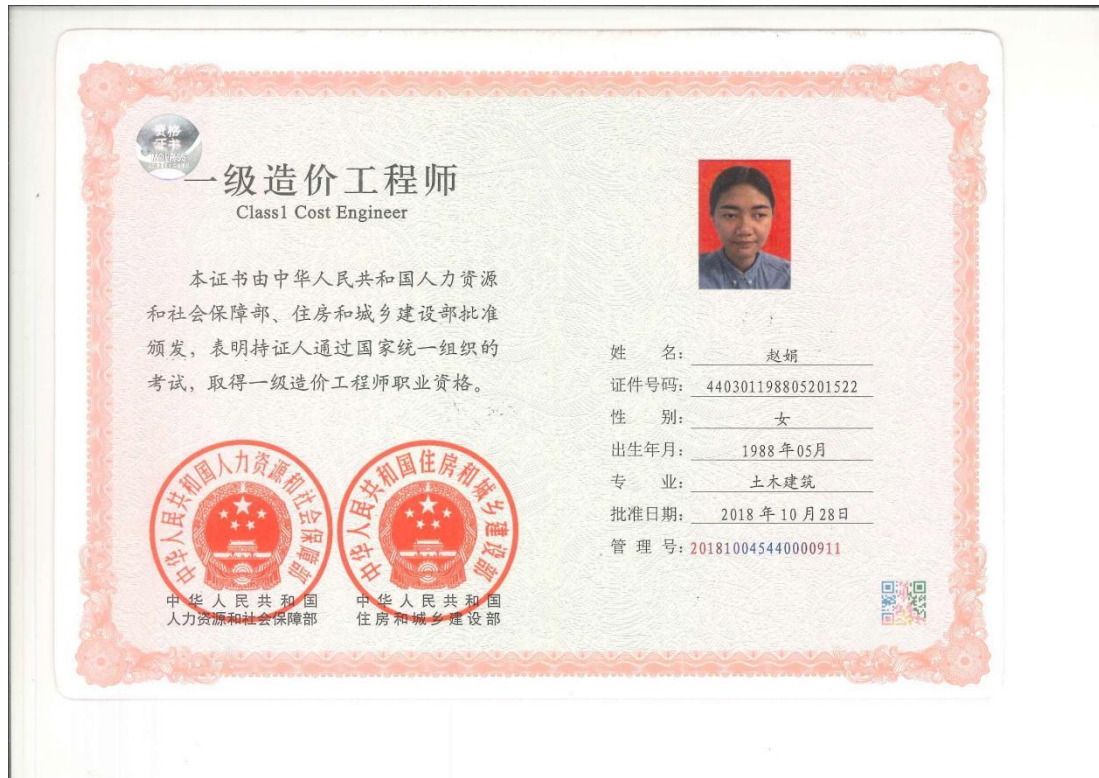 资格
证书
一级造价工程师
Class1 Cost Engineer
本证书由中华人民共和国人力资源
和社会保障部、住房和城乡建设部批准
颁发，表明持证人通过国家统一组织的
考试，取得一级造价工程师职业资格。
中华人民共和国人力资源和社会保障部
中华人民共和国住房和城乡建设部
中华人民共和国
人力资源和社会保障部
中华人民共和国
住房和城乡建设部
姓 名：赵娟
证件号码：440301198805201522
性 别：女
出生年月：1988年05月
专 业：土木建筑
批准日期：2018年10月28日
管 理 号：201810045440000911